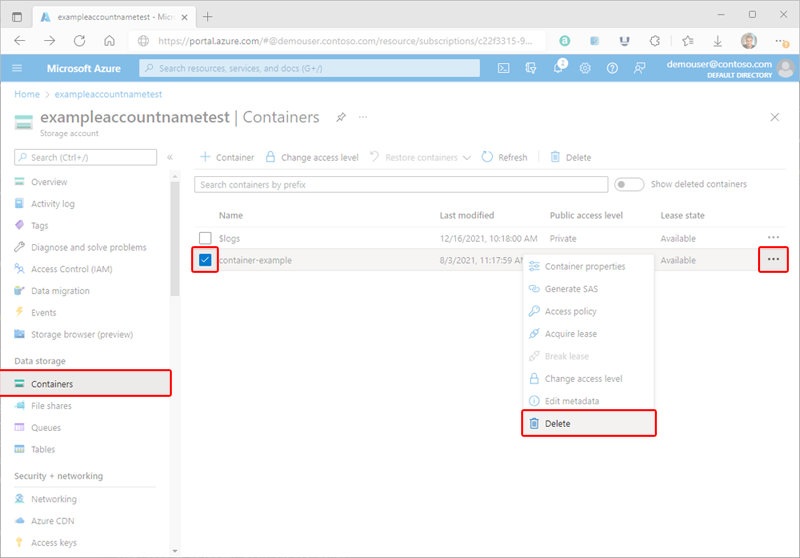 exampleaccountnametest - Micros
https://portal.azure.com/#@demouser.contoso.com/resource/subscriptions/c22f3315-9...
Microsoft Azure
Search resources, services, and docs (G+/)
2
demouser@contoso.com
DEFAULT DIRECTORY
Home > exampleaccountnametest
exampleaccountnametest | Containers
Storage account
Search (Ctrl+/)
Overview
Activity log
Tags
Diagnose and solve problems
Access Control (IAM)
Data migration
Events
Storage browser (preview)
Data storage
Containers
File shares
Queues
Tables
Security + networking
Networking
Azure CDN
Access keys
Container
Change access level
Restore containers
Refresh
Delete
Search containers by prefix
Show deleted containers
Name Last modified Public access level Lease state
$logs 12/16/2021, 10:18:00 AM Private Available
container-example 8/3/2021, 11:17:59 AM Available
Container properties
Generate SAS
Access policy
Acquire lease
Break lease
Change access level
Edit metadata
Delete